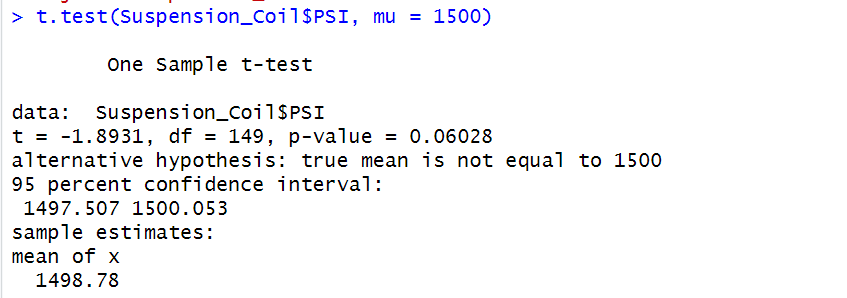 > t.test(Suspension_Coil$PSI, mu = 1500)
One Sample t-test
data:  Suspension_Coil$PSI
t = -1.8931, df = 149, p-value = 0.06028
alternative hypothesis: true mean is not equal to 1500
95 percent confidence interval:
1497.507 1500.053
sample estimates:
mean of x
1498.78